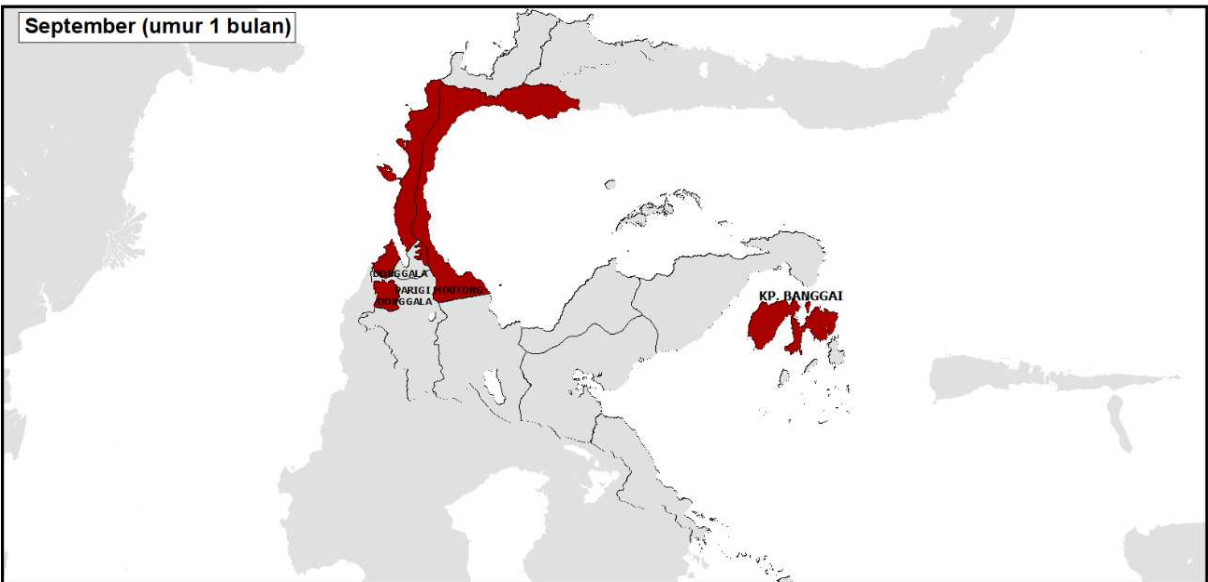 September (umur 1 bulan)
DONGGALA
PARIGI MOUTONG
DONGGALA
KP. BANGGAI